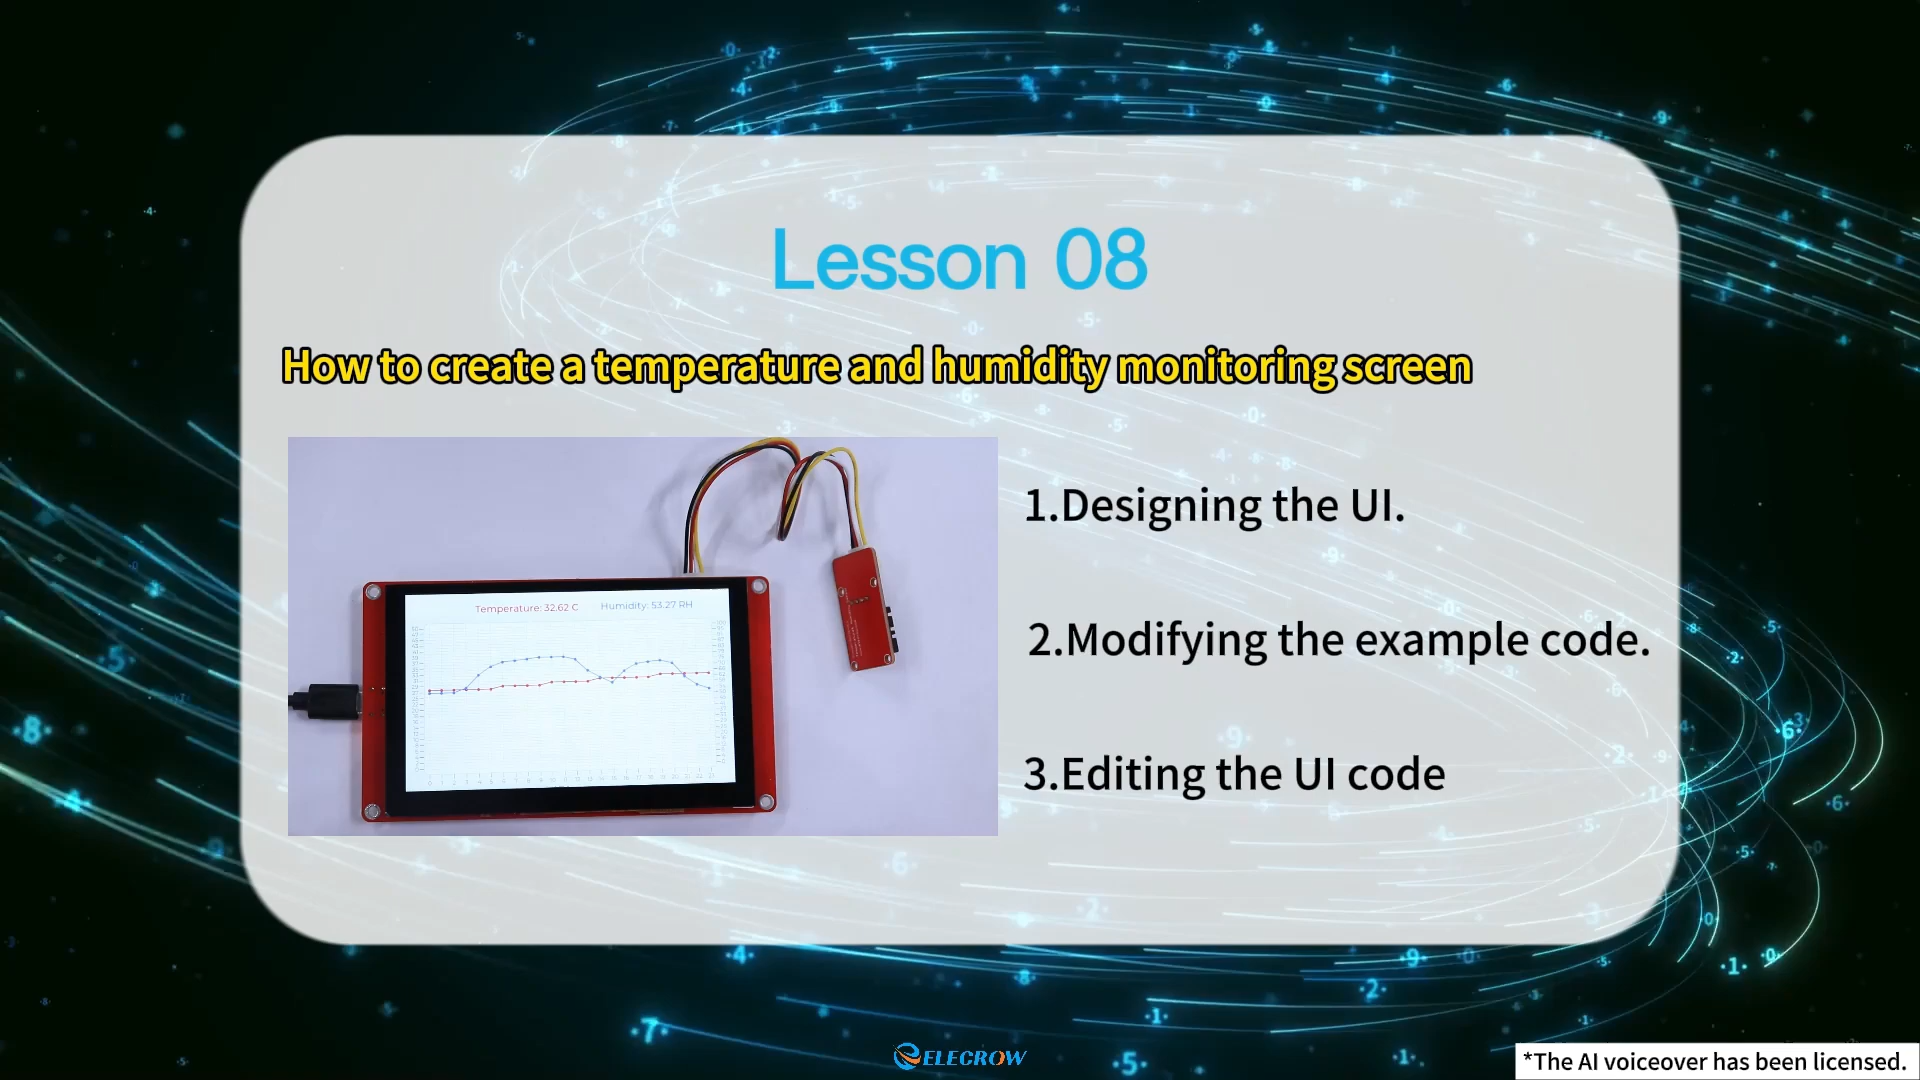 Lesson 08
How to create a temperature and humidity monitoring screen
Temperature: 32.62 C Humidity: 53.27 RH
1.Designing the UI.
2.Modifying the example code.
3.Editing the UI code
ELECROW
*The AI voiceover has been licensed.